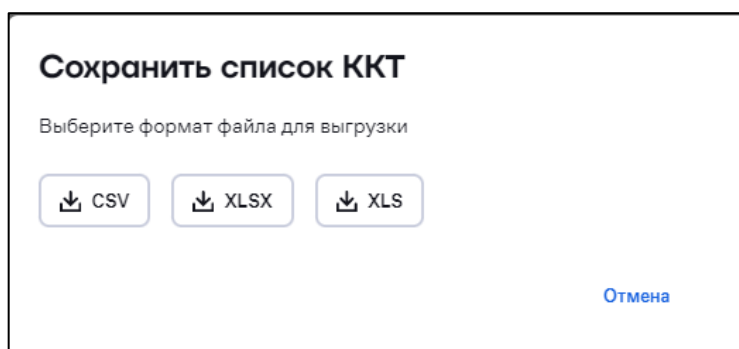 Сохранить список ККТ
Выберите формат файла для выгрузки
CSV XLSX XLS
Отмена